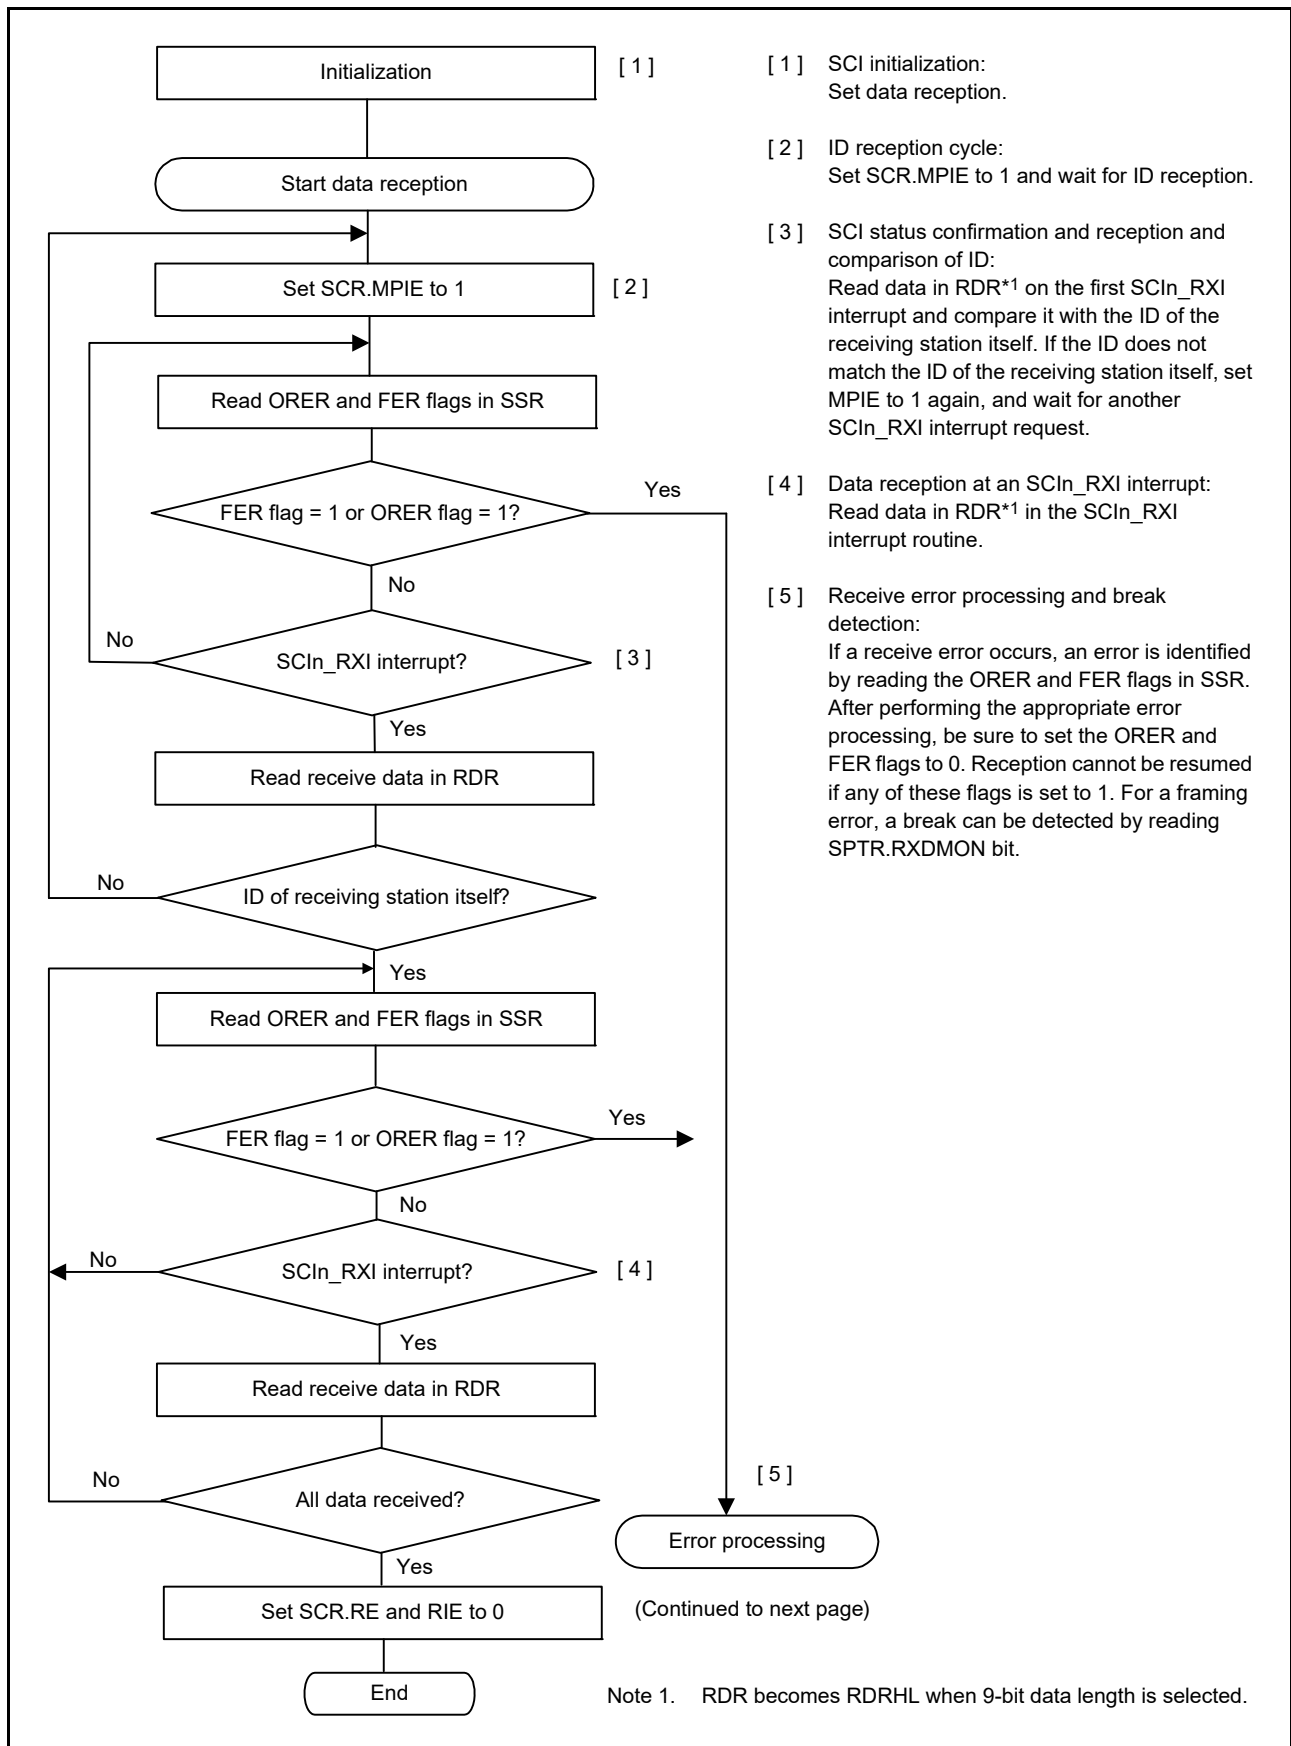 Initialization
[ 1 ]
Start data reception
Set SCR.MPIE to 1
[ 2 ]
Read ORER and FER flags in SSR
FER flag = 1 or ORER flag = 1?
Yes
No
SCIn_RXI interrupt?
No
[ 3 ]
Yes
Read receive data in RDR
ID of receiving station itself?
No
Yes
Read ORER and FER flags in SSR
FER flag = 1 or ORER flag = 1?
Yes
No
SCIn_RXI interrupt?
No
[ 4 ]
Yes
Read receive data in RDR
All data received?
No
Yes
Set SCR.RE and RIE to 0
End
[ 5 ]
Error processing
(Continued to next page)
[ 1 ] SCI initialization:
Set data reception.
[ 2 ] ID reception cycle:
Set SCR.MPIE to 1 and wait for ID reception.
[ 3 ] SCI status confirmation and reception and
comparison of ID:
Read data in RDR*1 on the first SCIn_RXI
interrupt and compare it with the ID of the
receiving station itself. If the ID does not
match the ID of the receiving station itself, set
MPIE to 1 again, and wait for another
SCIn_RXI interrupt request.
[ 4 ] Data reception at an SCIn_RXI interrupt:
Read data in RDR*1 in the SCIn_RXI
interrupt routine.
[ 5 ] Receive error processing and break
detection:
If a receive error occurs, an error is identified
by reading the ORER and FER flags in SSR.
After performing the appropriate error
processing, be sure to set the ORER and
FER flags to 0. Reception cannot be resumed
if any of these flags is set to 1. For a framing
error, a break can be detected by reading
SPTR.RXDMON bit.
Note 1. RDR becomes RDRHL when 9-bit data length is selected.